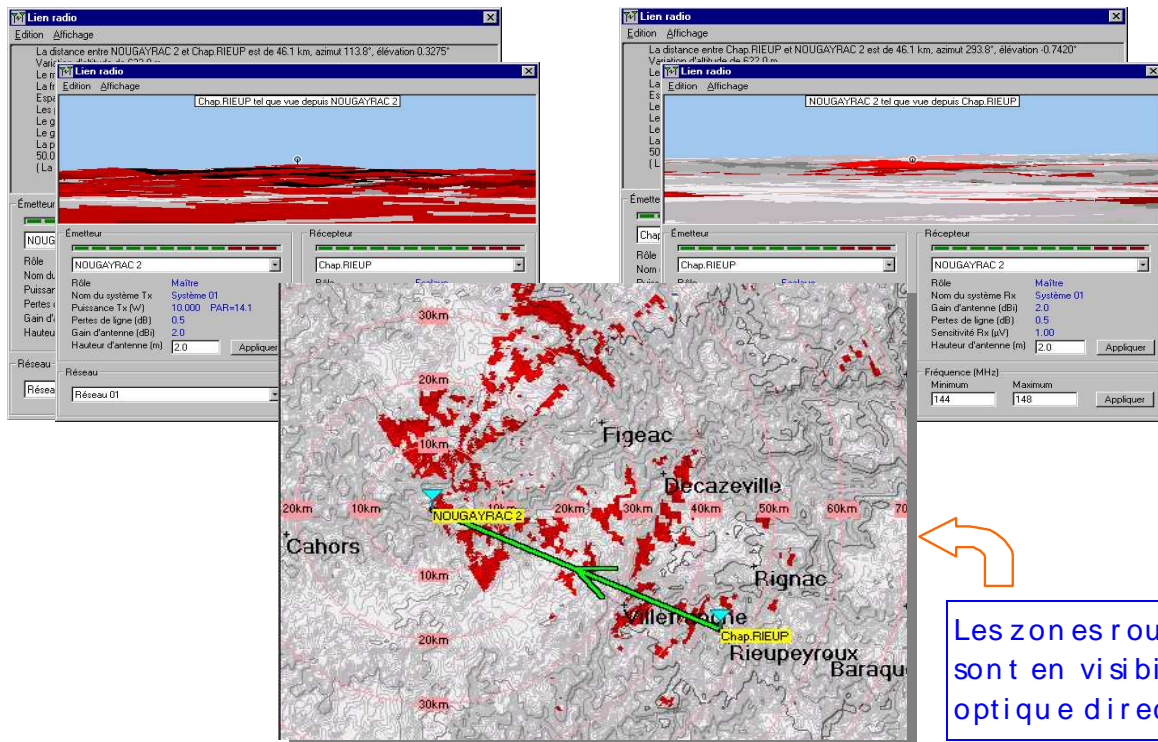 Lien radio
Edition Affichage
La distance entre NOUGAYRAC 2 et Chap.RIEUP est de 46.1 km, azimut 113.8°, élévation 0.3275°
Lien radio
Edition Affichage
Chap.RIEUP tel que vue depuis NOUGAYRAC 2
Émetteur
Émetteur
Récepteur
NOUGAYRAC 2
Chap.RIEUP
Rôle
Rôle Maître
Nom du système Tx Système 01
Puissance Tx (W) 10.000 PAR=14.1
Pertes de ligne (dB) 0.5
Gain d'antenne (dBi) 2.0
Hauteur d'antenne (m) 2.0 Appliquer
Réseau
Réseau
Réseau 01
Lien radio
Edition Affichage
La distance entre Chap.RIEUP et NOUGAYRAC 2 est de 46.1 km, azimut 293.8°, élévation -0.7420°
Lien radio
Edition Affichage
NOUGAYRAC 2 tel que vue depuis Chap.RIEUP
Émetteur
Récepteur
Chap.RIEUP
NOUGAYRAC 2
Rôle Maître
Nom du système Rx Système 01
Gain d'antenne (dBi) 2.0
Pertes de ligne (dB) 0.5
Sensitivité Rx (µV) 1.00
Hauteur d'antenne (m) 2.0 Appliquer
Fréquence (MHz)
Minimum Maximum
144 148 Appliquer
30km
20km
Figeac
10km
Decazeville
20km 10km 10km 20km 30km 40km 50km 60km 70
NOUGAYRAC 2
Cahors
10km
Rignac
Villefranche
Chap.RIEUP
20km
Rieupeyroux
Baraqu
30km
Les zones rou
sont en visibi
optique direc